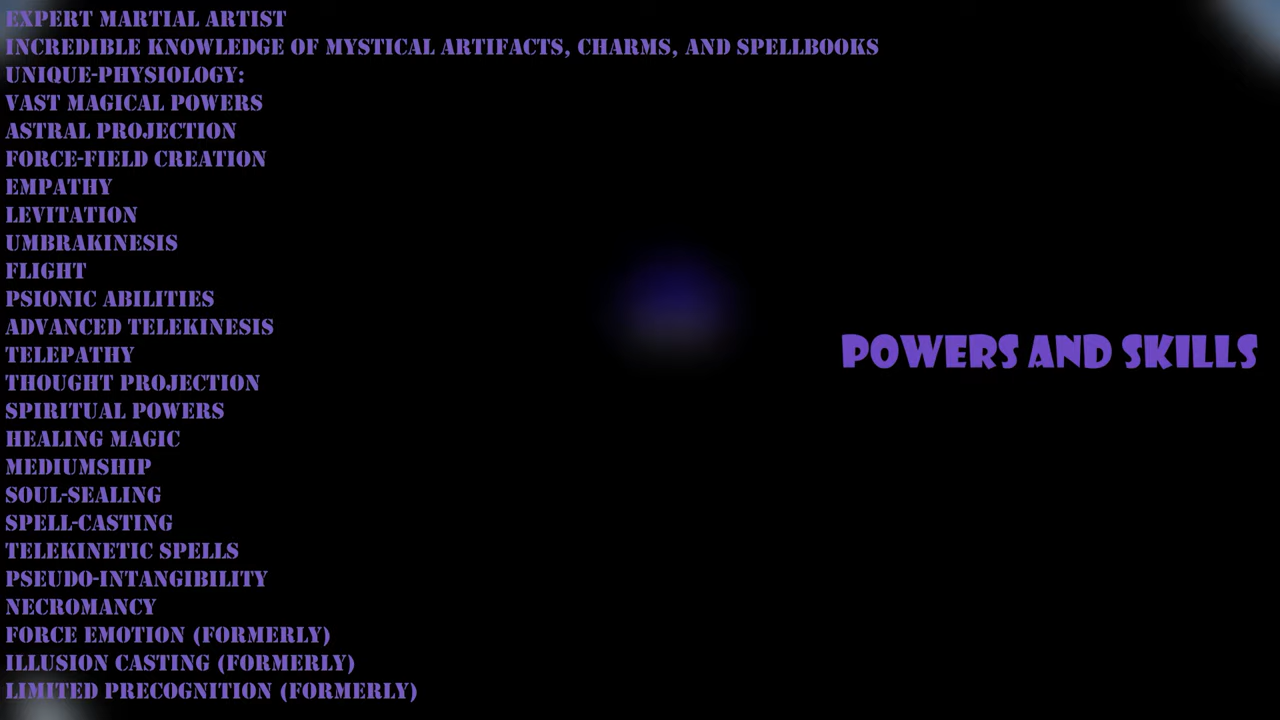 EXPERT MARTIAL ARTIST
INCREDIBLE KNOWLEDGE OF MYSTICAL ARTIFACTS, CHARMS, AND SPELLBOOKS
UNIQUE-PHYSIOLOGY:
VAST MAGICAL POWERS
ASTRAL PROJECTION
FORCE-FIELD CREATION
EMPATHY
LEVITATION
UMBRAKINESIS
FLIGHT
PSIONIC ABILITIES
ADVANCED TELEKINESIS
TELEPATHY
THOUGHT PROJECTION
SPIRITUAL POWERS
HEALING MAGIC
MEDIUMSHIP
SOUL-SEALING
SPELL-CASTING
TELEKINETIC SPELLS
PSEUDO-INTANGIBILITY
NECROMANCY
FORCE EMOTION (FORMERLY)
ILLUSION CASTING (FORMERLY)
LIMITED PRECOGNITION (FORMERLY)
POWERS AND SKILLS